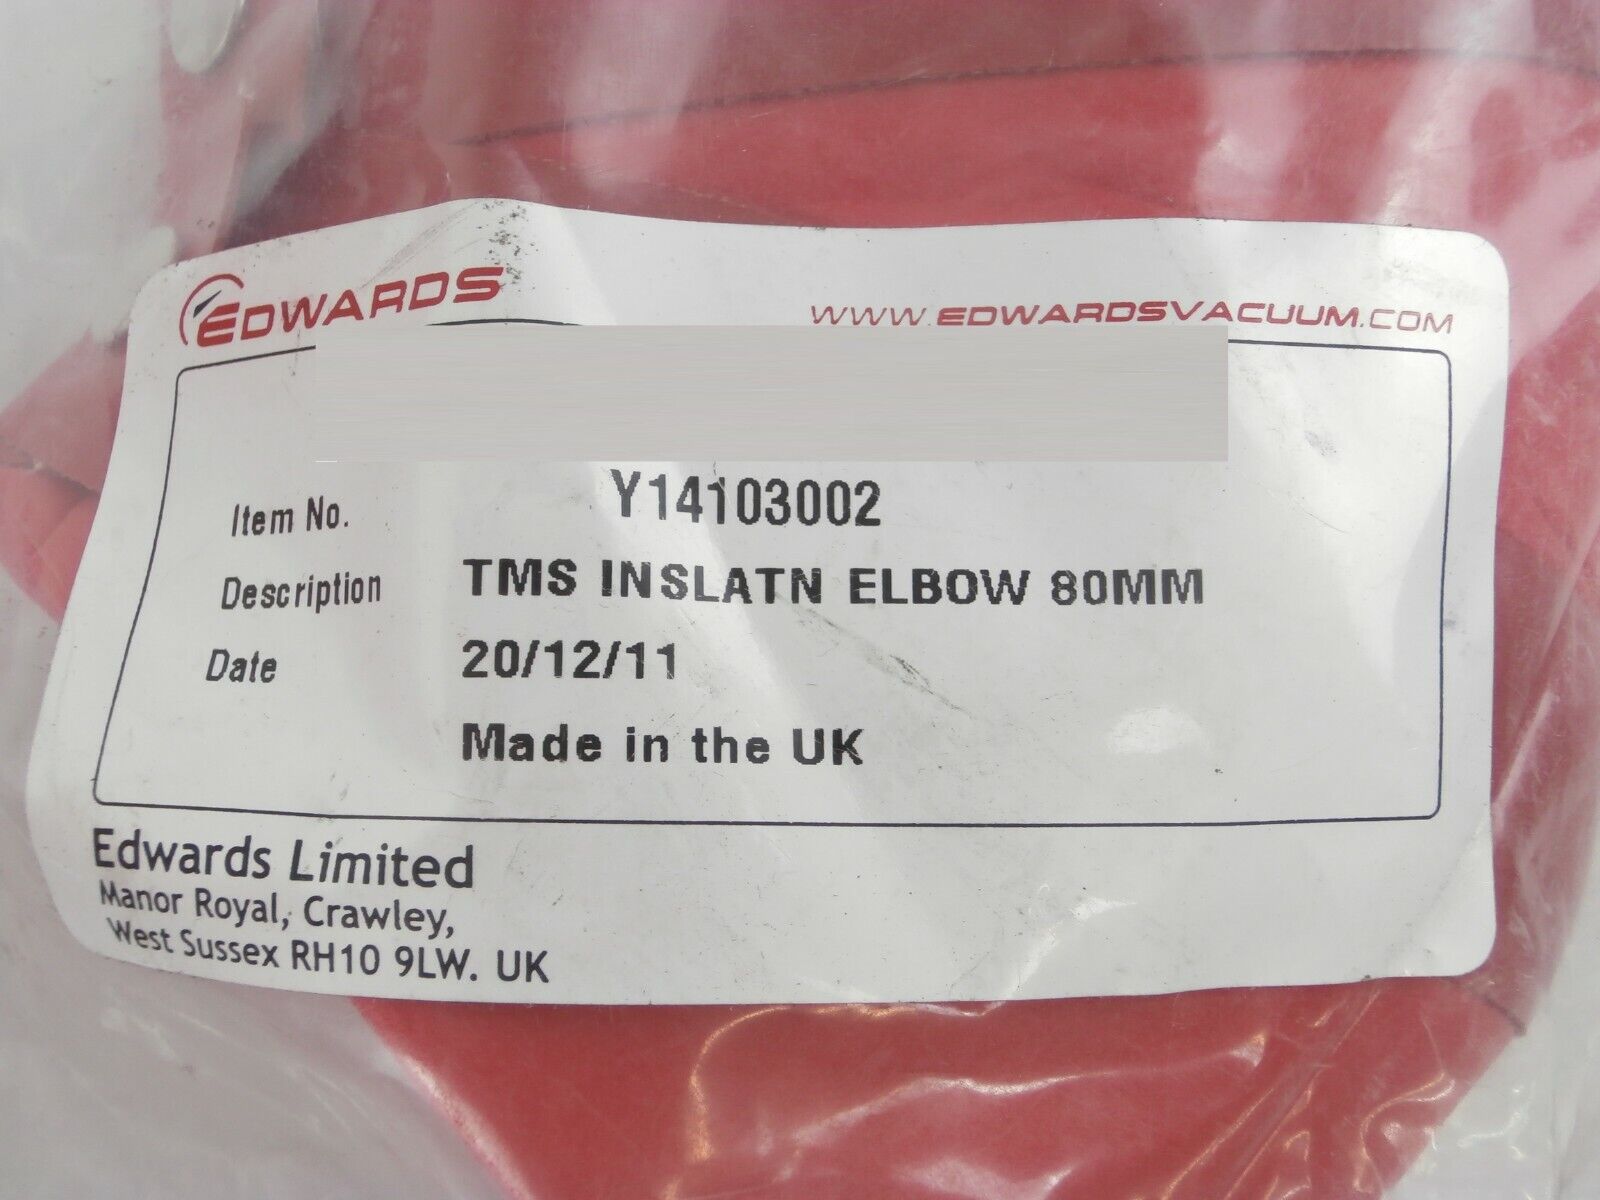 EDWARDS
WWW.EDWARDSVACUUM.COM
Item No. Y14103002
Description TMS INSLATN ELBOW 80MM
Date 20/12/11
Made in the UK
Edwards Limited
Manor Royal, Crawley,
West Sussex RH10 9LW. UK